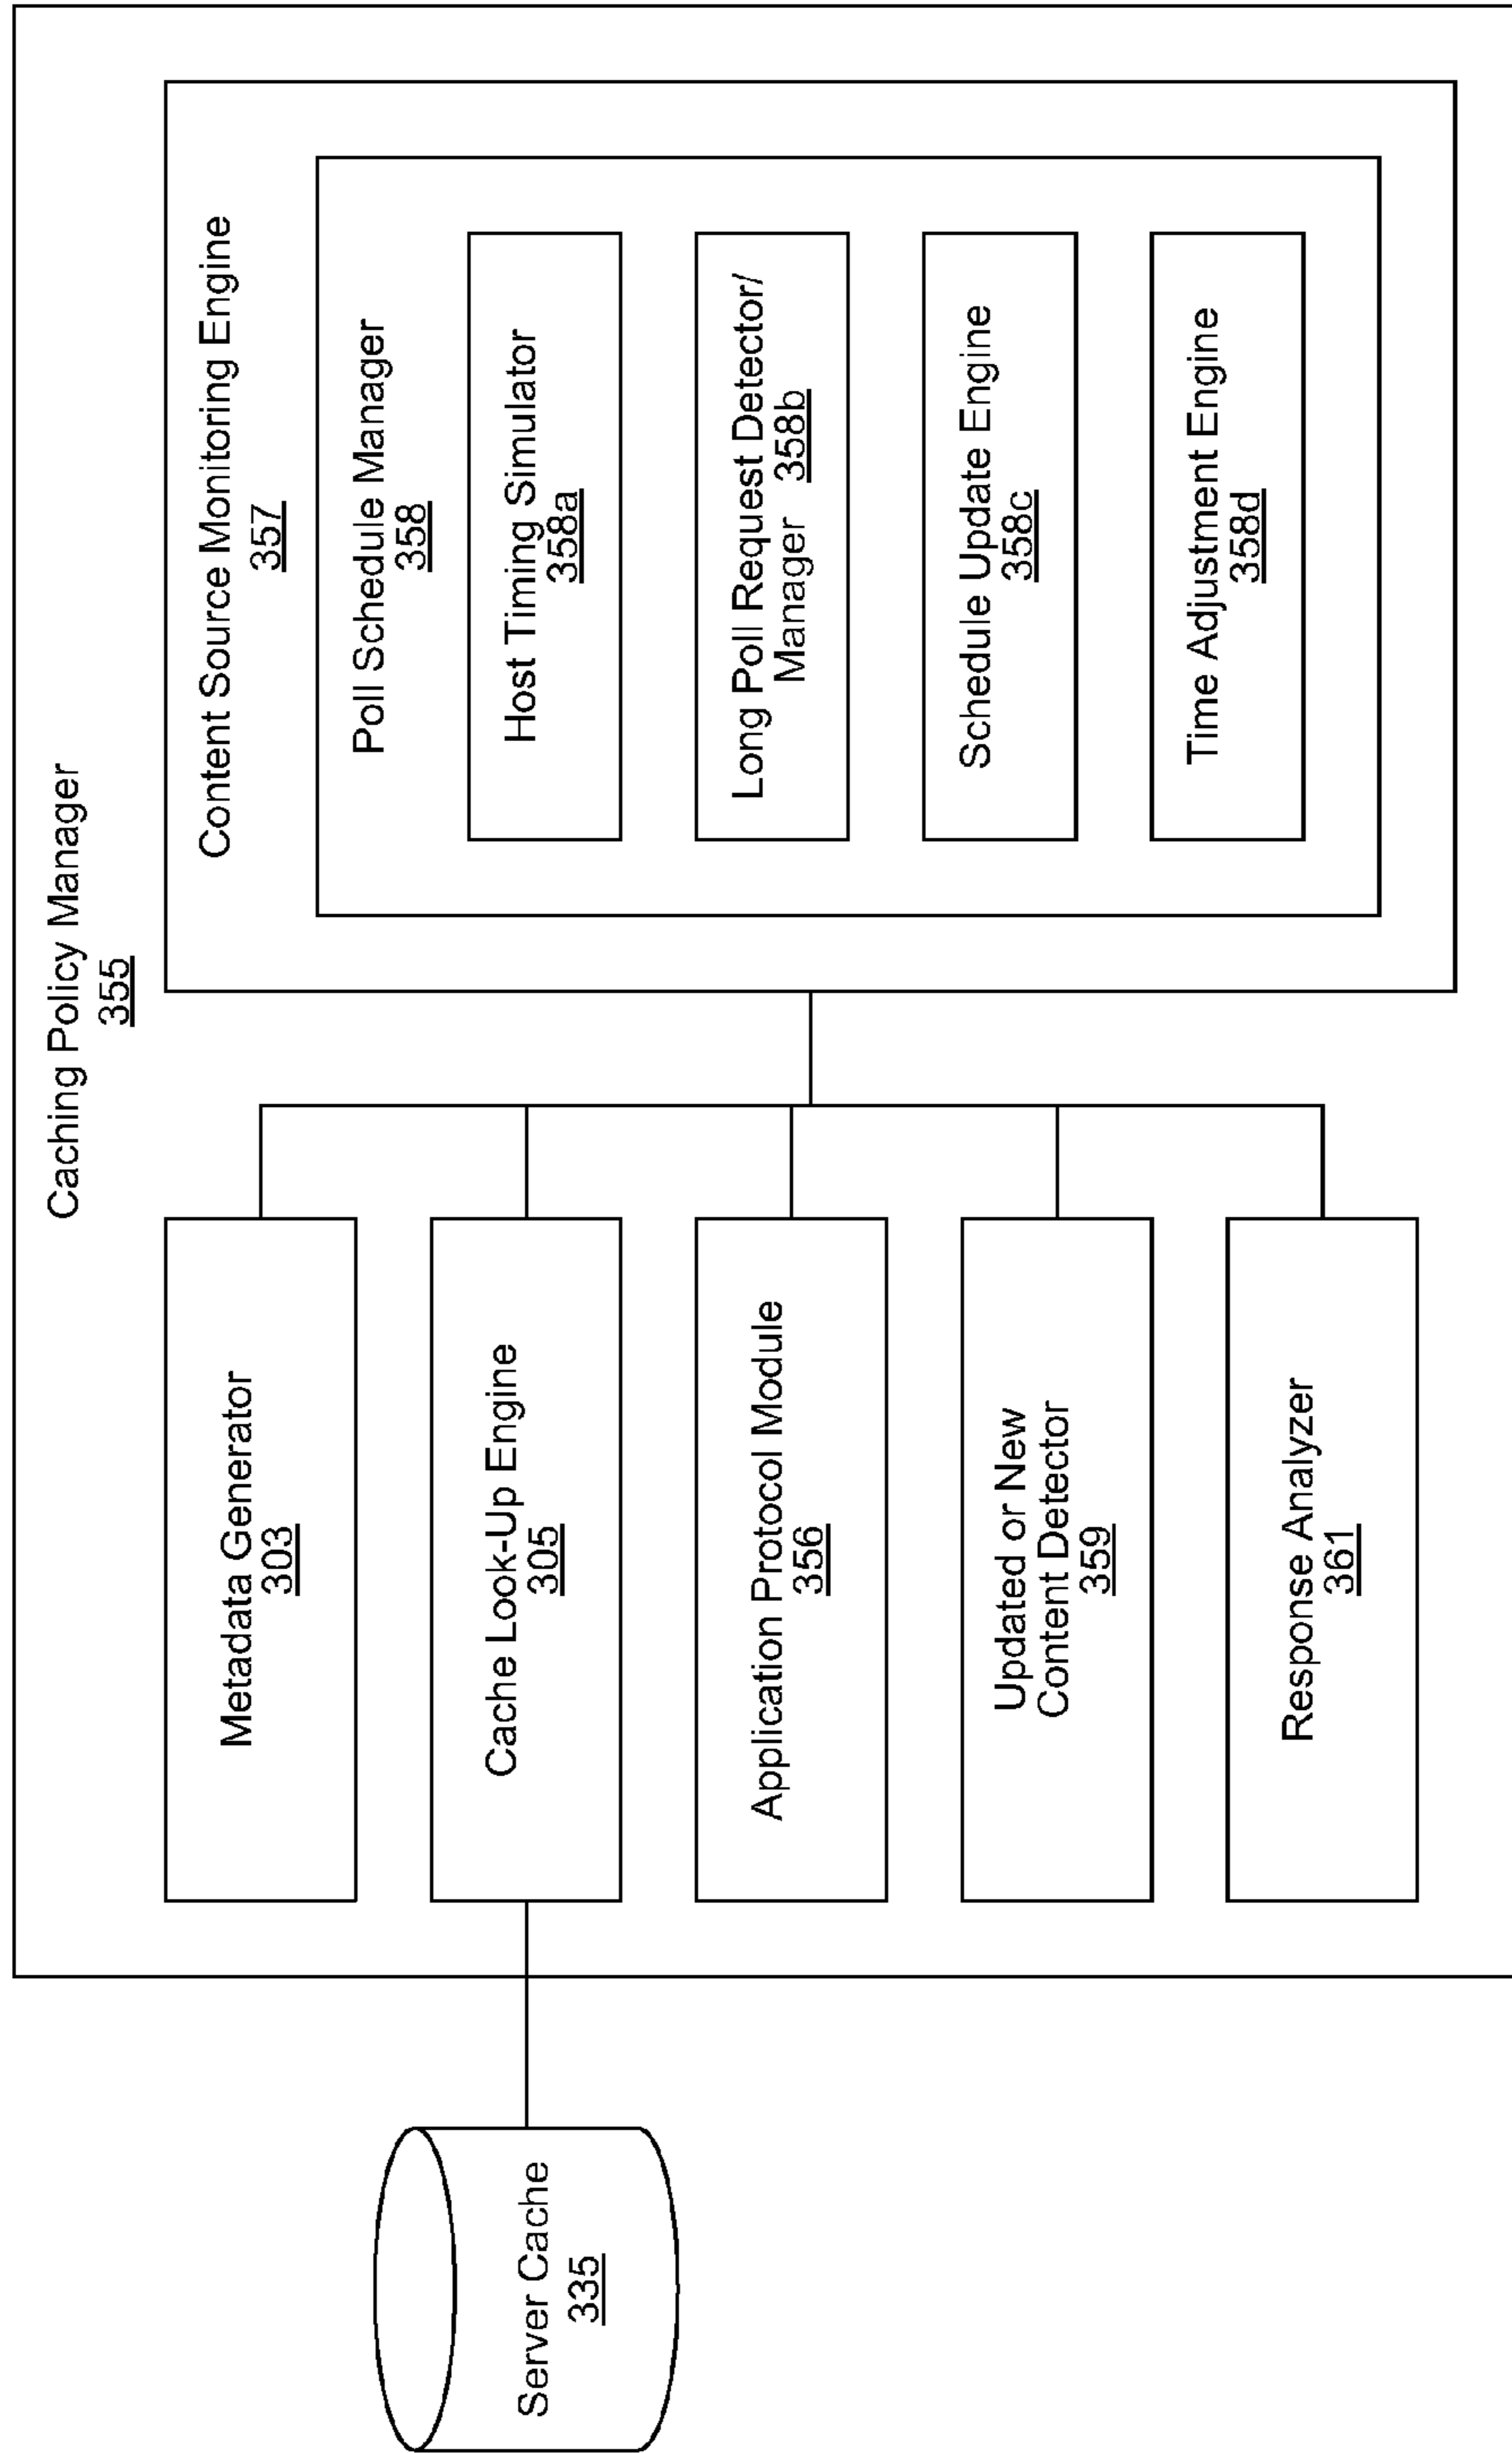 Caching Policy Manager
355
Server Cache
335
Metadata Generator
303
Cache Look-Up Engine
305
Application Protocol Module
356
Updated or New
Content Detector
359
Response Analyzer
361
Content Source Monitoring Engine
357
Poll Schedule Manager
358
Host Timing Simulator
358a
Long Poll Request Detector/
Manager 358b
Schedule Update Engine
358c
Time Adjustment Engine
358d